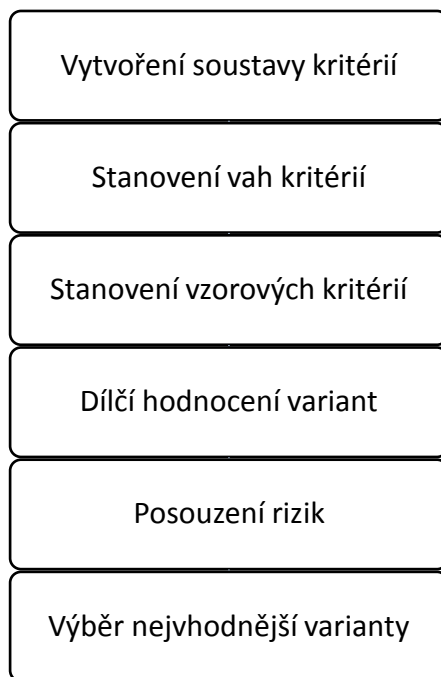 Vytvoření soustavy kritérií
Stanovení vah kritérií
Stanovení vzorových kritérií
Dílčí hodnocení variant
Posouzení rizik
Výběr nejvhodnější varianty